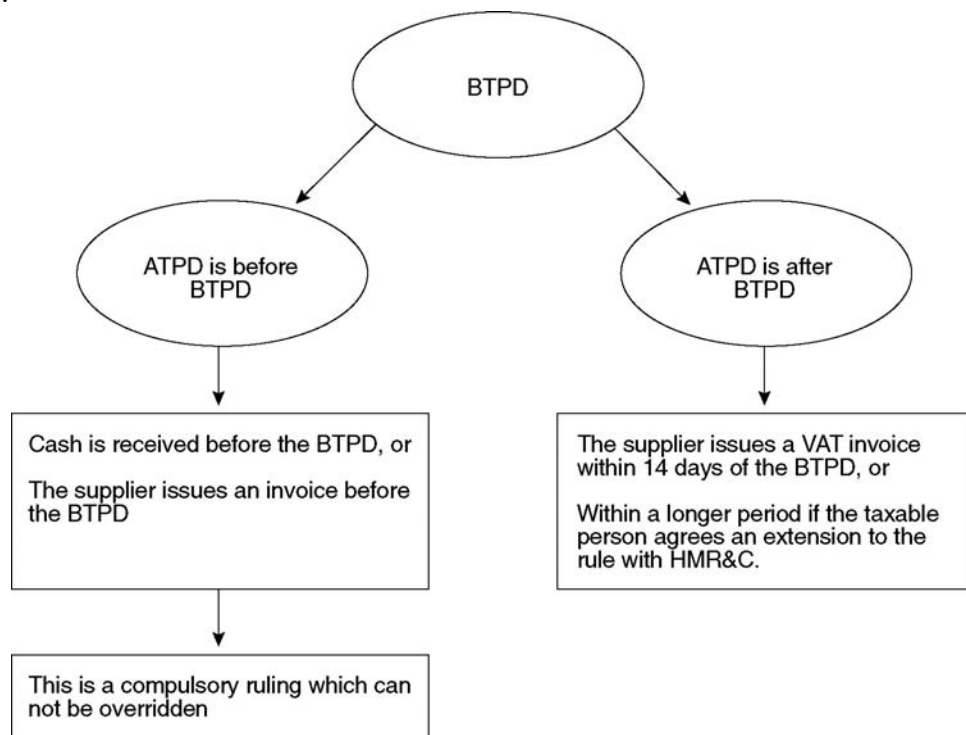 BTPD
ATPD is before
BTPD
ATPD is after
BTPD
Cash is received before the BTPD, or
The supplier issues an invoice before
the BTPD
The supplier issues a VAT invoice
within 14 days of the BTPD, or
Within a longer period if the taxable
person agrees an extension to the
rule with HMR&C.
This is a compulsory ruling which can
not be overridden